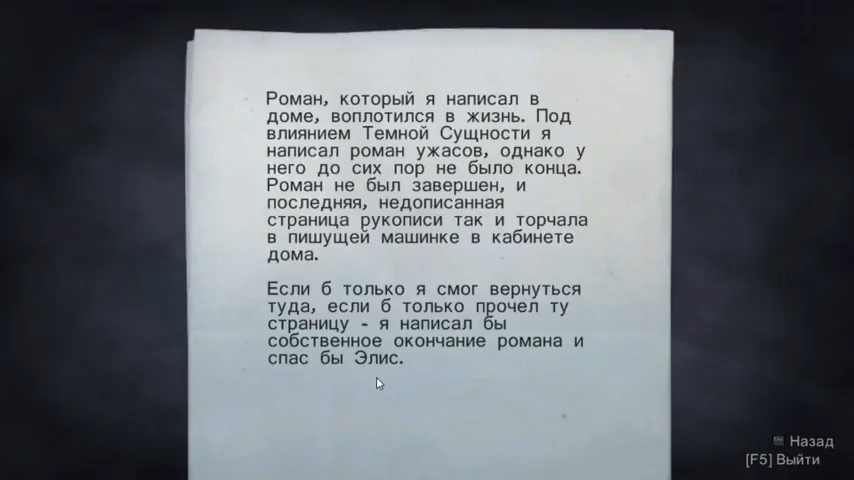 Роман, который я написал в
доме, воплотился в жизнь. Под
влиянием Темной Сущности я
написал роман ужасов, однако у
него до сих пор не было конца.
Роман не был завершен, и
последняя, недописанная
страница рукописи так и торчала
в пишущей машинке в кабинете
дома.
Если б только я смог вернуться
туда, если б только прочел ту
страницу - я написал бы
собственное окончание романа и
спас бы Элис.
Назад
[F5] Выйти